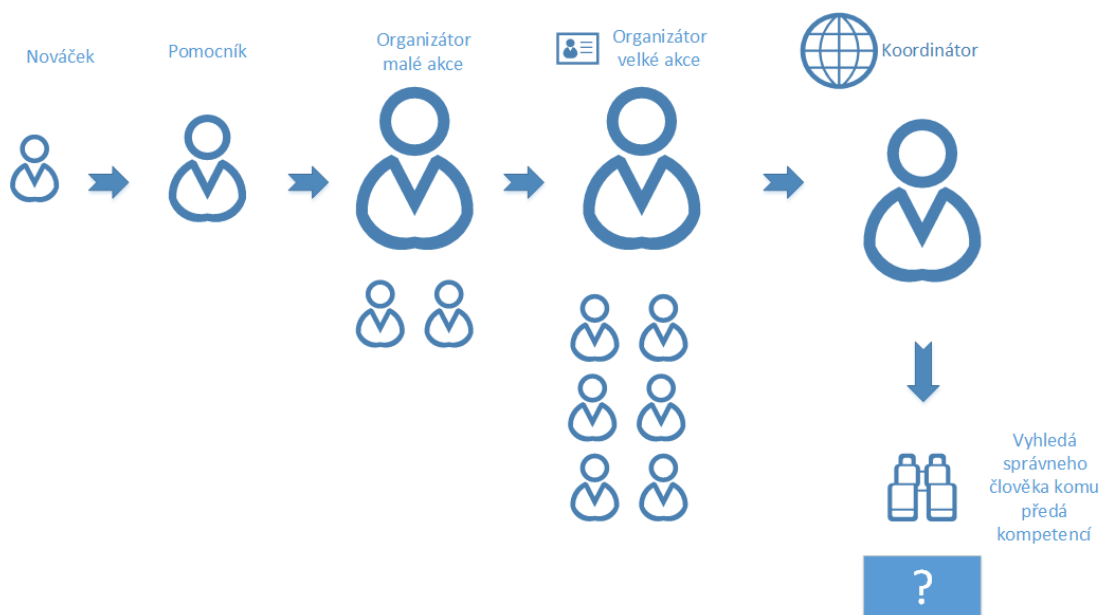 Nováček
Pomocník
Organizátor
malé akce
Organizátor
velké akce
Koordinátor
Vyhledá
správneho
člověka komu
předá
kompetencí
?